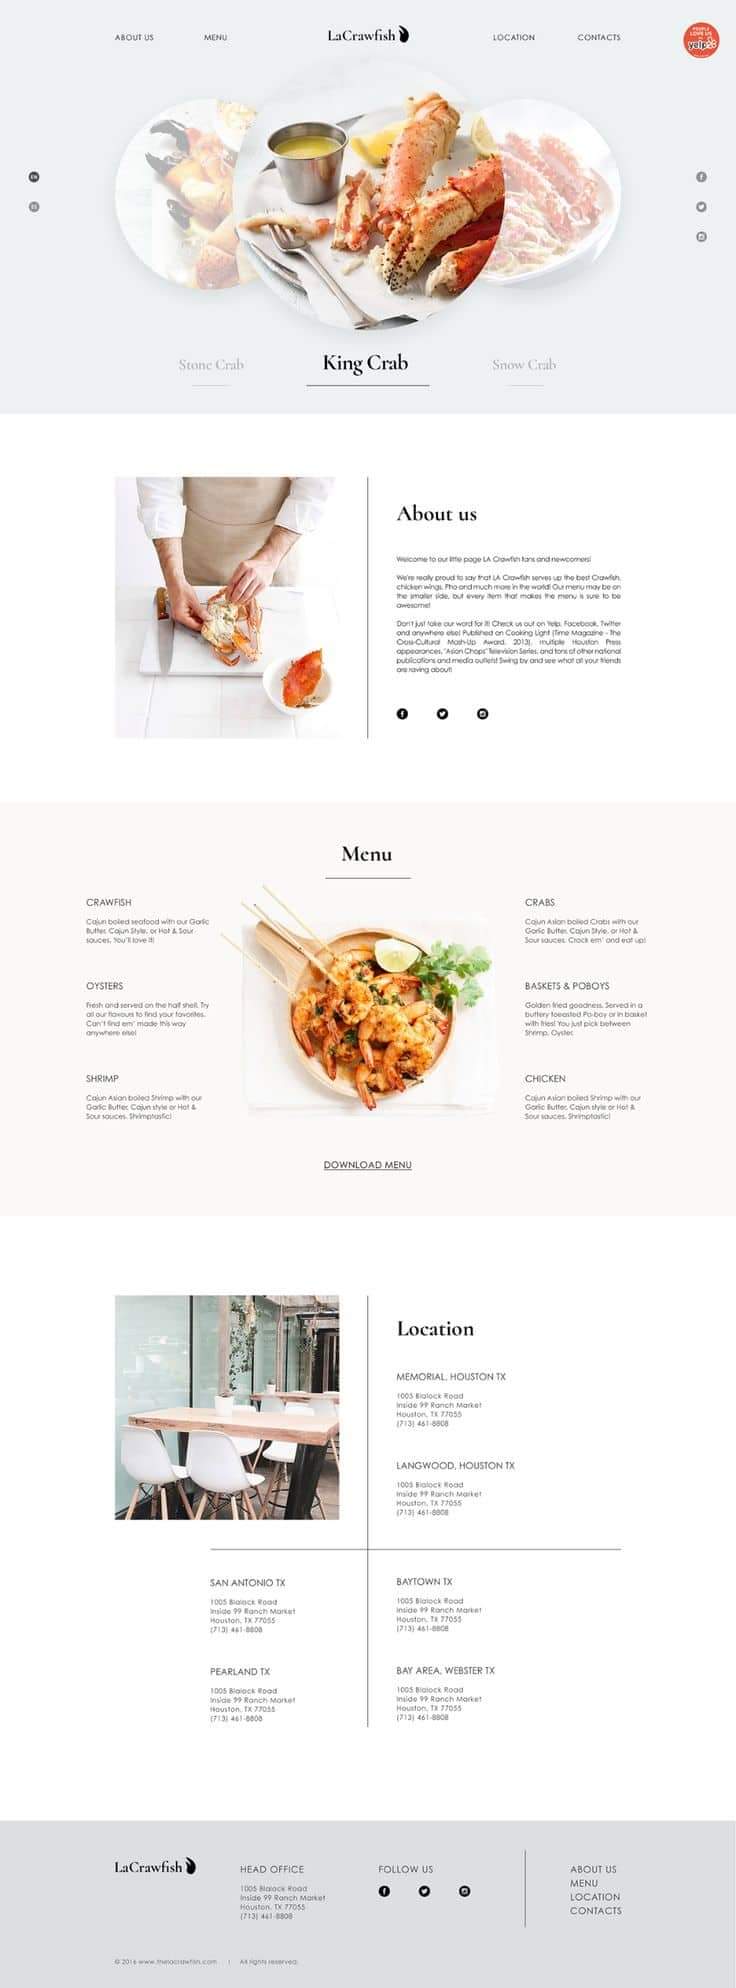 ABOUT US
MENU
LaCrawfish
LOCATION
CONTACTS
PEOPLE
LOVE US
yelp
EN
ES
Stone Crab
King Crab
Snow Crab
About us
Welcome to our little page LA Crawfish fans and newcomers!
We're really proud to say that LA Crawfish serves up the best Crawfish,
chicken wings, Pho and much more in the world! Our menu may be on
the smaller side, but every item that makes the menu is sure to be
awesome!
Don't just take our word for it! Check us out on Yelp, Facebook, Twitter
and anywhere else! Published on Cooking Light (Time Magazine - The
Cross-Cultural Mash-Up Award, 2013), multiple Houston Press
appearances, "Asian Chops" Television Series, and tons of other national
publications and media outlets! Swing by and see what all your friends
are raving about!
Menu
CRAWFISH
Cajun boiled seafood with our Garlic
Butter, Cajun Style, or Hot & Sour
sauces. You'll love it!
OYSTERS
Fresh and served on the half shell. Try
all our flavours to find your favorites.
Can't find em' made this way
anywhere else!
SHRIMP
Cajun Asian boiled Shrimp with our
Garlic Butter, Cajun style or Hot &
Sour sauces. Shrimptastic!
CRABS
Cajun Asian boiled Crabs with our
Garlic Butter, Cajun Style, or Hot &
Sour sauces. Crack em' and eat up!
BASKETS & POBOYS
Golden fried goodness. Served in a
buttery toeasted Po-boy or in basket
with fries! You just pick between
Shrimp, Oyster,
CHICKEN
Cajun Asian boiled Shrimp with our
Garlic Butter, Cajun style or Hot &
Sour sauces. Shrimptastic!
DOWNLOAD MENU
Location
MEMORIAL, HOUSTON TX
1005 Blalock Road
Inside 99 Ranch Market
Houston, TX 77055
(713) 461-8808
LANGWOOD, HOUSTON TX
1005 Blalock Road
Inside 99 Ranch Market
Houston, TX 77055
(713) 461-8808
SAN ANTONIO TX
1005 Blalock Road
Inside 99 Ranch Market
Houston, TX 77055
(713) 461-8808
BAYTOWN TX
1005 Blalock Road
Inside 99 Ranch Market
Houston, TX 77055
(713) 461-8808
PEARLAND TX
1005 Blalock Road
Inside 99 Ranch Market
Houston, TX 77055
(713) 461-8808
BAY AREA, WEBSTER TX
1005 Blalock Road
Inside 99 Ranch Market
Houston, TX 77055
(713) 461-8808
LaCrawfish
HEAD OFFICE
1005 Blalock Road
Inside 99 Ranch Market
Houston, TX 77055
(713) 461-8808
FOLLOW US
ABOUT US
MENU
LOCATION
CONTACTS
© 2016 www.thelacrawfish.com | All rights reserved.